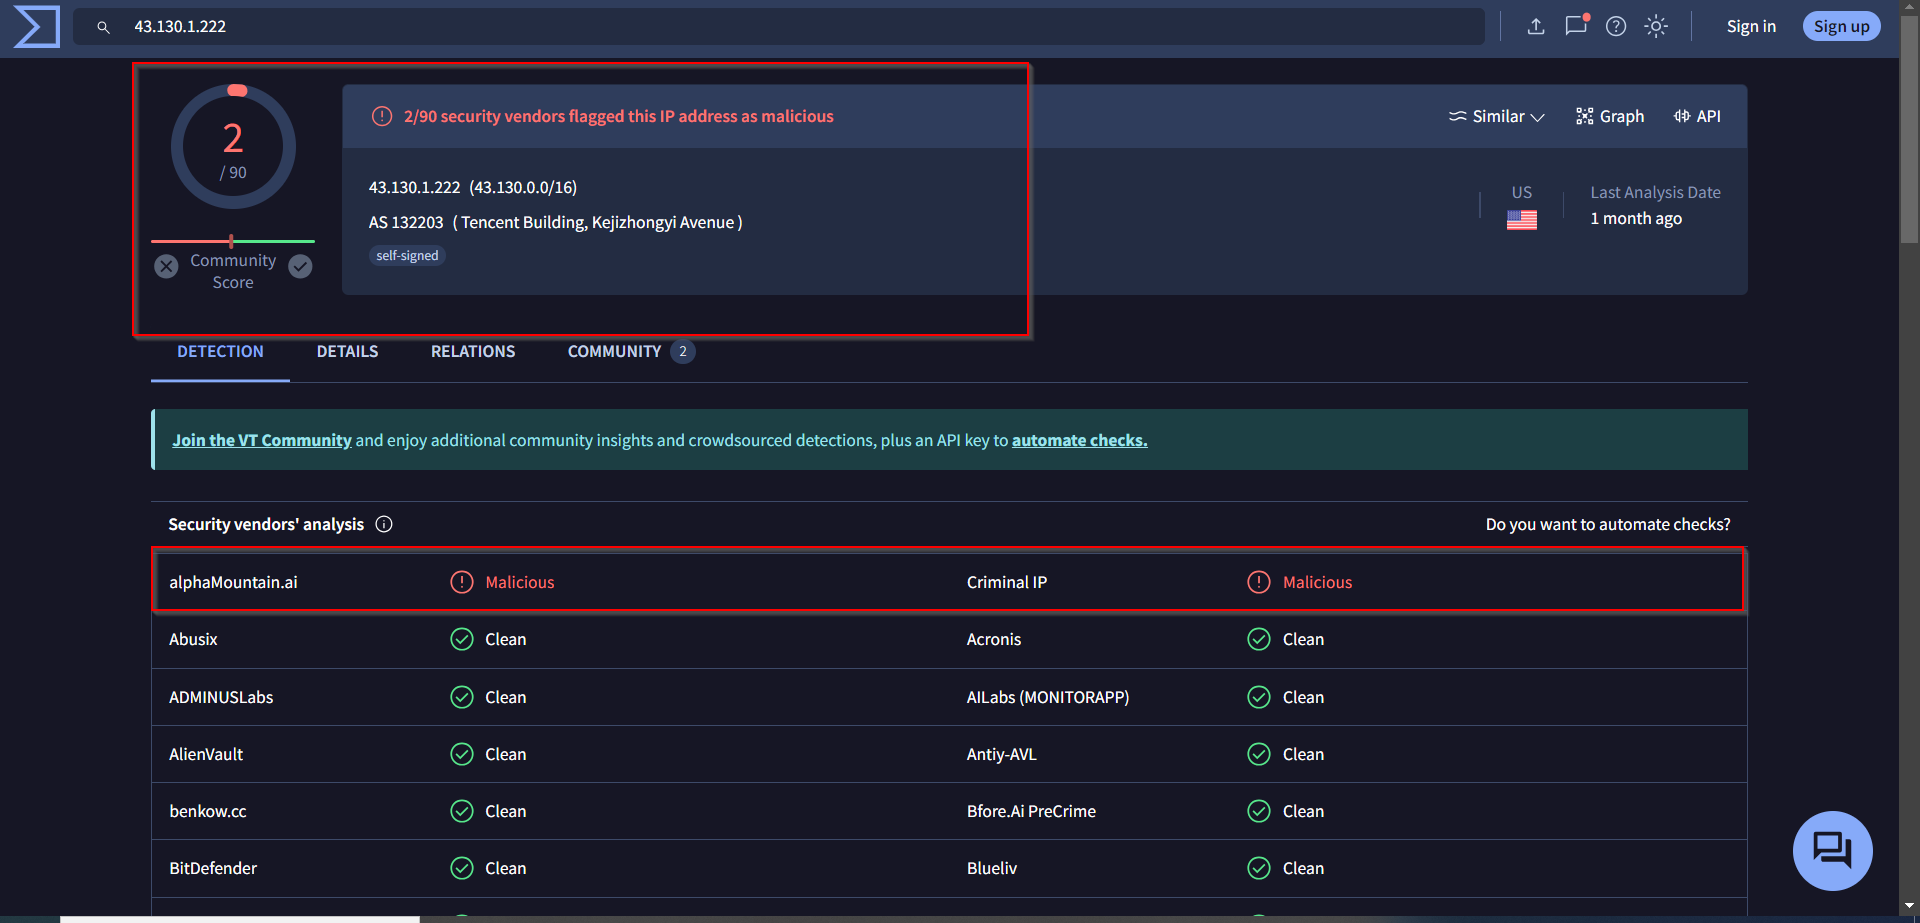 43.130.1.222
Sign in
Sign up
2
/ 90
Community
Score
2/90 security vendors flagged this IP address as malicious
Similar
Graph
API
43.130.1.222 (43.130.0.0/16)
AS 132203 ( Tencent Building, Kejizhongyi Avenue )
self-signed
US
Last Analysis Date
1 month ago
DETECTION
DETAILS
RELATIONS
COMMUNITY 2
Join the VT Community and enjoy additional community insights and crowdsourced detections, plus an API key to automate checks.
Security vendors' analysis
Do you want to automate checks?
alphaMountain.ai Malicious Criminal IP Malicious
Abusix Clean Acronis Clean
ADMINUSLabs Clean AILabs (MONITORAPP) Clean
AlienVault Clean Antiy-AVL Clean
benkow.cc Clean Bfore.Ai PreCrime Clean
BitDefender Clean Blueliv Clean